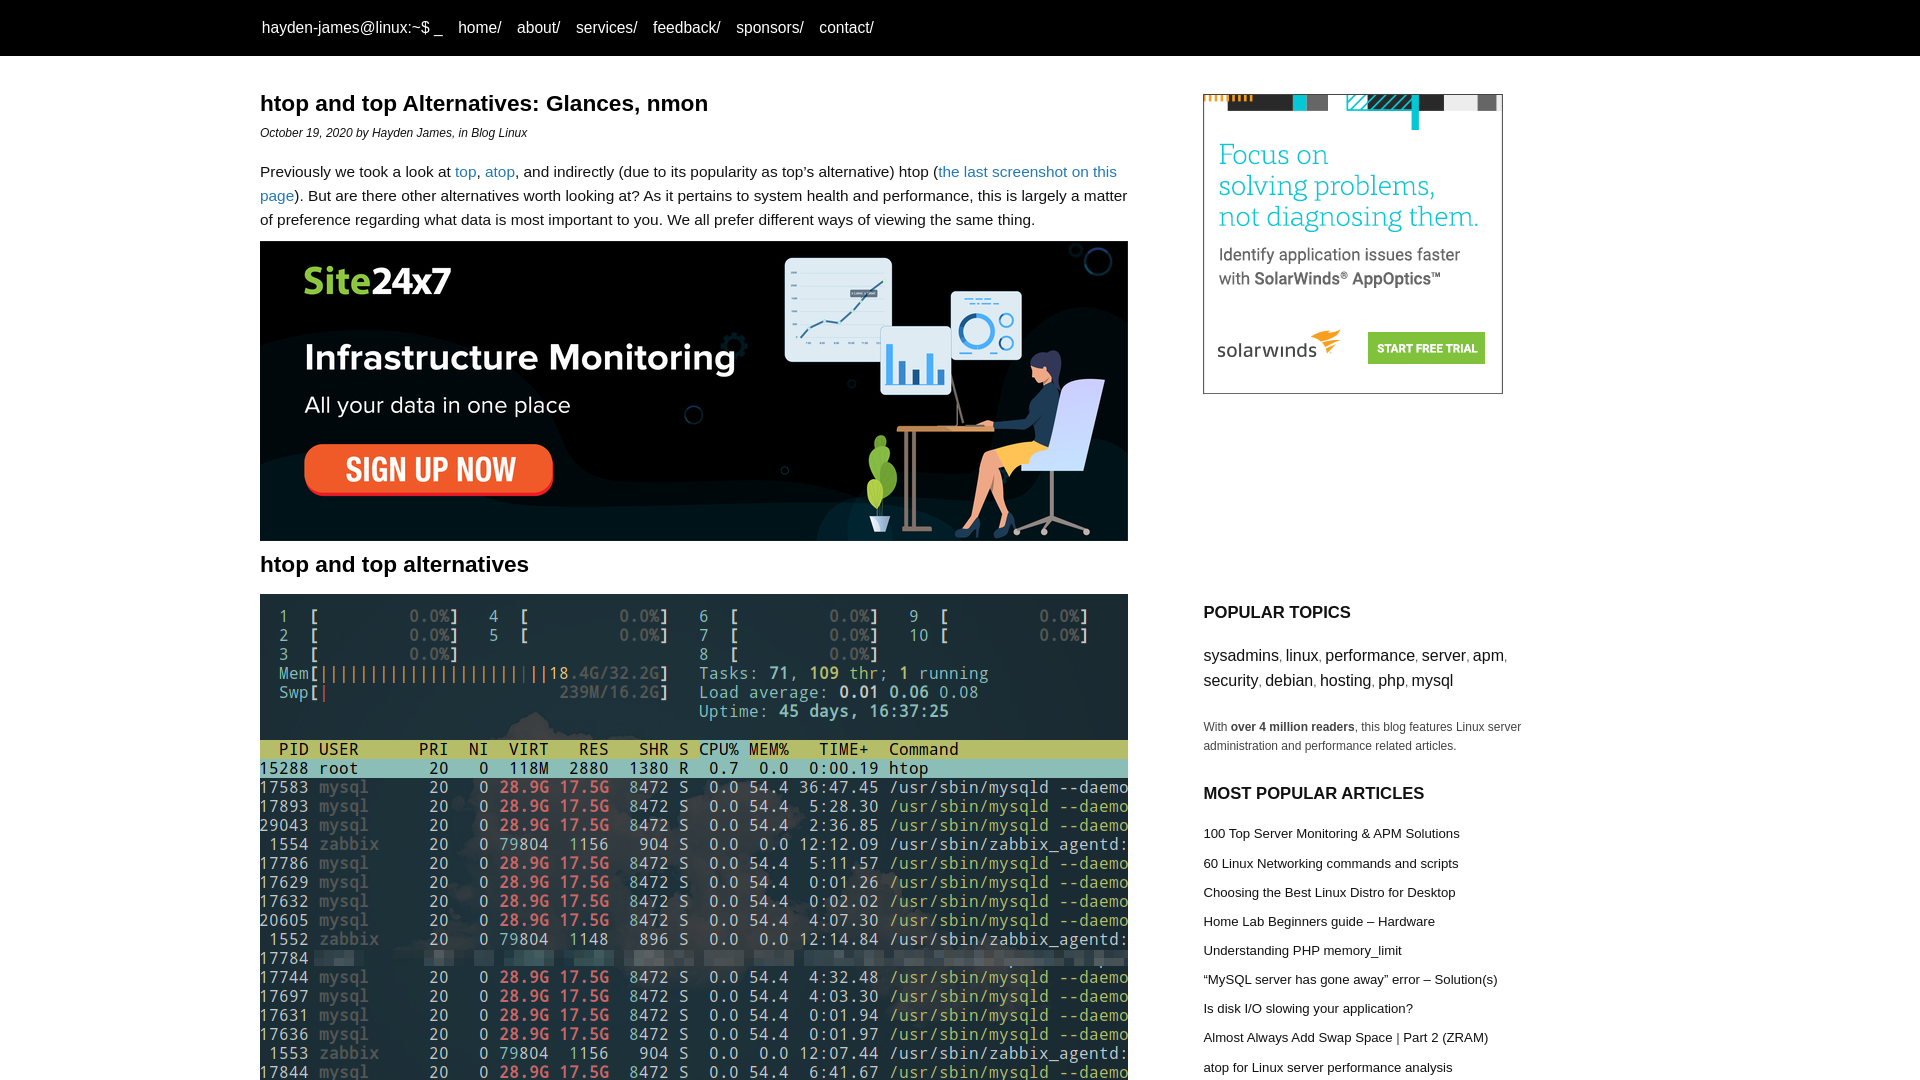 hayden-james@linux:~$ _ home/ about/ services/ feedback/ sponsors/ contact/
htop and top Alternatives: Glances, nmon
October 19, 2020 by Hayden James, in Blog Linux
Previously we took a look at top, atop, and indirectly (due to its popularity as top’s alternative) htop (the last screenshot on this
page). But are there other alternatives worth looking at? As it pertains to system health and performance, this is largely a matter
of preference regarding what data is most important to you. We all prefer different ways of viewing the same thing.
Site24x7
Infrastructure Monitoring
All your data in one place
SIGN UP NOW
htop and top alternatives
1 [ 0.0%] 4 [ 0.0%] 6 [ 0.0%] 9 [ 0.0%]
2 [ 0.0%] 5 [ 0.0%] 7 [ 0.0%] 10 [ 0.0%]
3 [ 0.0%] 8 [ 0.0%]
Mem[|||||||||||||||||||||||18.4G/32.2G] Tasks: 71, 109 thr; 1 running
Swp[| 239M/16.2G] Load average: 0.01 0.06 0.08
Uptime: 45 days, 16:37:25
PID USER PRI NI VIRT RES SHR S CPU% MEM% TIME+ Command
15288 root 20 0 118M 2880 1380 R 0.7 0.0 0:00.19 htop
17583 mysql 20 0 28.9G 17.5G 8472 S 0.0 54.4 36:47.45 /usr/sbin/mysqld --daemo
17893 mysql 20 0 28.9G 17.5G 8472 S 0.0 54.4 5:28.30 /usr/sbin/mysqld --daemo
29043 mysql 20 0 28.9G 17.5G 8472 S 0.0 54.4 2:36.85 /usr/sbin/mysqld --daemo
1554 zabbix 20 0 79804 1156 904 S 0.0 0.0 12:12.09 /usr/sbin/zabbix_agentd:
17786 mysql 20 0 28.9G 17.5G 8472 S 0.0 54.4 5:11.57 /usr/sbin/mysqld --daemo
17629 mysql 20 0 28.9G 17.5G 8472 S 0.0 54.4 0:01.26 /usr/sbin/mysqld --daemo
17632 mysql 20 0 28.9G 17.5G 8472 S 0.0 54.4 0:02.02 /usr/sbin/mysqld --daemo
20605 mysql 20 0 28.9G 17.5G 8472 S 0.0 54.4 4:07.30 /usr/sbin/mysqld --daemo
1552 zabbix 20 0 79804 1148 896 S 0.0 0.0 12:14.84 /usr/sbin/zabbix_agentd:
17784
17744 mysql 20 0 28.9G 17.5G 8472 S 0.0 54.4 4:32.48 /usr/sbin/mysqld --daemo
17697 mysql 20 0 28.9G 17.5G 8472 S 0.0 54.4 4:03.30 /usr/sbin/mysqld --daemo
17631 mysql 20 0 28.9G 17.5G 8472 S 0.0 54.4 0:01.94 /usr/sbin/mysqld --daemo
17636 mysql 20 0 28.9G 17.5G 8472 S 0.0 54.4 0:01.97 /usr/sbin/mysqld --daemo
1553 zabbix 20 0 79804 1156 904 S 0.0 0.0 12:07.44 /usr/sbin/zabbix_agentd:
17844 mysql 20 0 28.9G 17.5G 8472 S 0.0 54.4 6:41.67 /usr/sbin/mysqld --daemo
Focus on
solving problems,
not diagnosing them.
Identify application issues faster
with SolarWinds® AppOptics™
solarwinds
START FREE TRIAL
POPULAR TOPICS
sysadmins, linux, performance, server, apm,
security, debian, hosting, php, mysql
With over 4 million readers, this blog features Linux server
administration and performance related articles.
MOST POPULAR ARTICLES
100 Top Server Monitoring & APM Solutions
60 Linux Networking commands and scripts
Choosing the Best Linux Distro for Desktop
Home Lab Beginners guide – Hardware
Understanding PHP memory_limit
“MySQL server has gone away” error – Solution(s)
Is disk I/O slowing your application?
Almost Always Add Swap Space | Part 2 (ZRAM)
atop for Linux server performance analysis